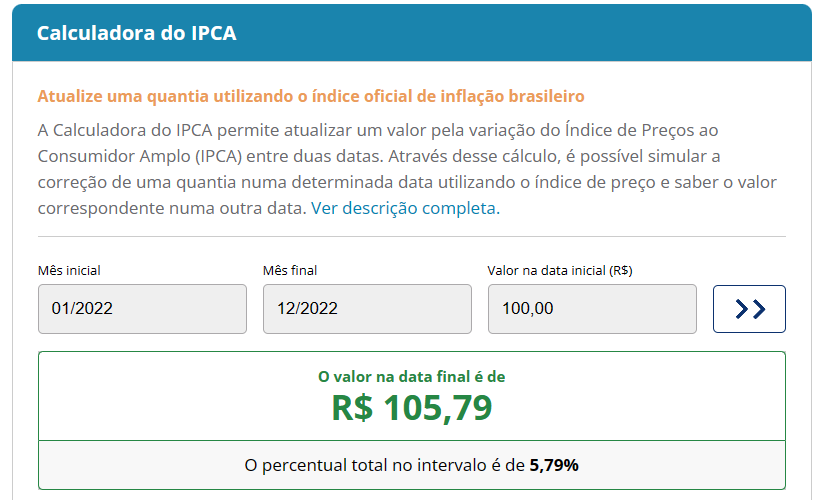 Calculadora do IPCA
Atualize uma quantia utilizando o índice oficial de inflação brasileiro
A Calculadora do IPCA permite atualizar um valor pela variação do Índice de Preços ao
Consumidor Amplo (IPCA) entre duas datas. Através desse cálculo, é possível simular a
correção de uma quantia numa determinada data utilizando o índice de preço e saber o valor
correspondente numa outra data. Ver descrição completa.
Mês inicial
Mês final
Valor na data inicial (R$)
01/2022
12/2022
100,00
O valor na data final é de
R$ 105,79
O percentual total no intervalo é de 5,79%